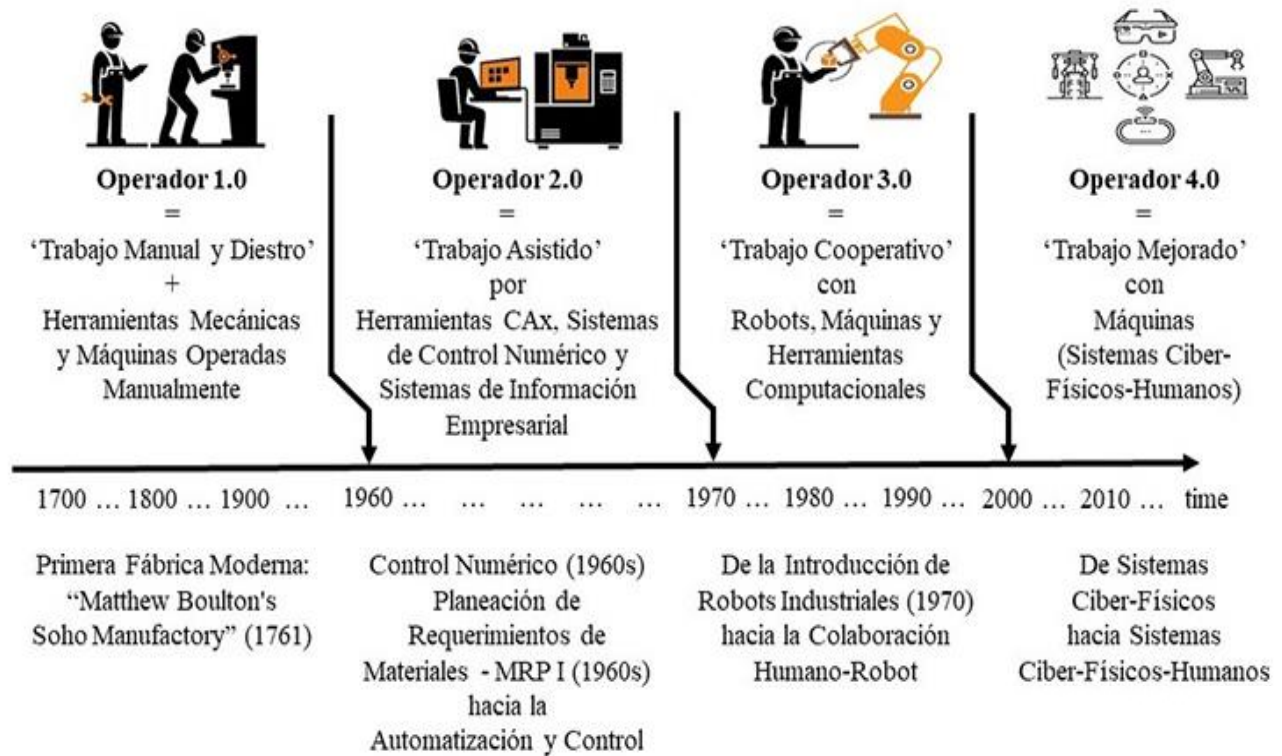 Operador 1.0
=
‘Trabajo Manual y Diestro’
+
Herramientas Mecánicas
y Máquinas Operadas
Manualmente
Operador 2.0
=
‘Trabajo Asistido’
por
Herramientas CAx, Sistemas
de Control Numérico y
Sistemas de Información
Empresarial
Operador 3.0
=
‘Trabajo Cooperativo’
con
Robots, Máquinas y
Herramientas
Computacionales
Operador 4.0
=
‘Trabajo Mejorado’
con
Máquinas
(Sistemas Ciber-
Físicos-Humanos)
1700 … 1800 … 1900 … 1960 … … … … … 1970 … 1980 … 1990 … 2000 … 2010 … time
Primera Fábrica Moderna:
“Matthew Boulton's
Soho Manufactory” (1761)
Control Numérico (1960s)
Planeación de
Requerimientos de
Materiales - MRP I (1960s)
hacia la
Automatización y Control
De la Introducción de
Robots Industriales (1970)
hacia la Colaboración
Humano-Robot
De Sistemas
Ciber-Físicos
hacia Sistemas
Ciber-Físicos-Humanos